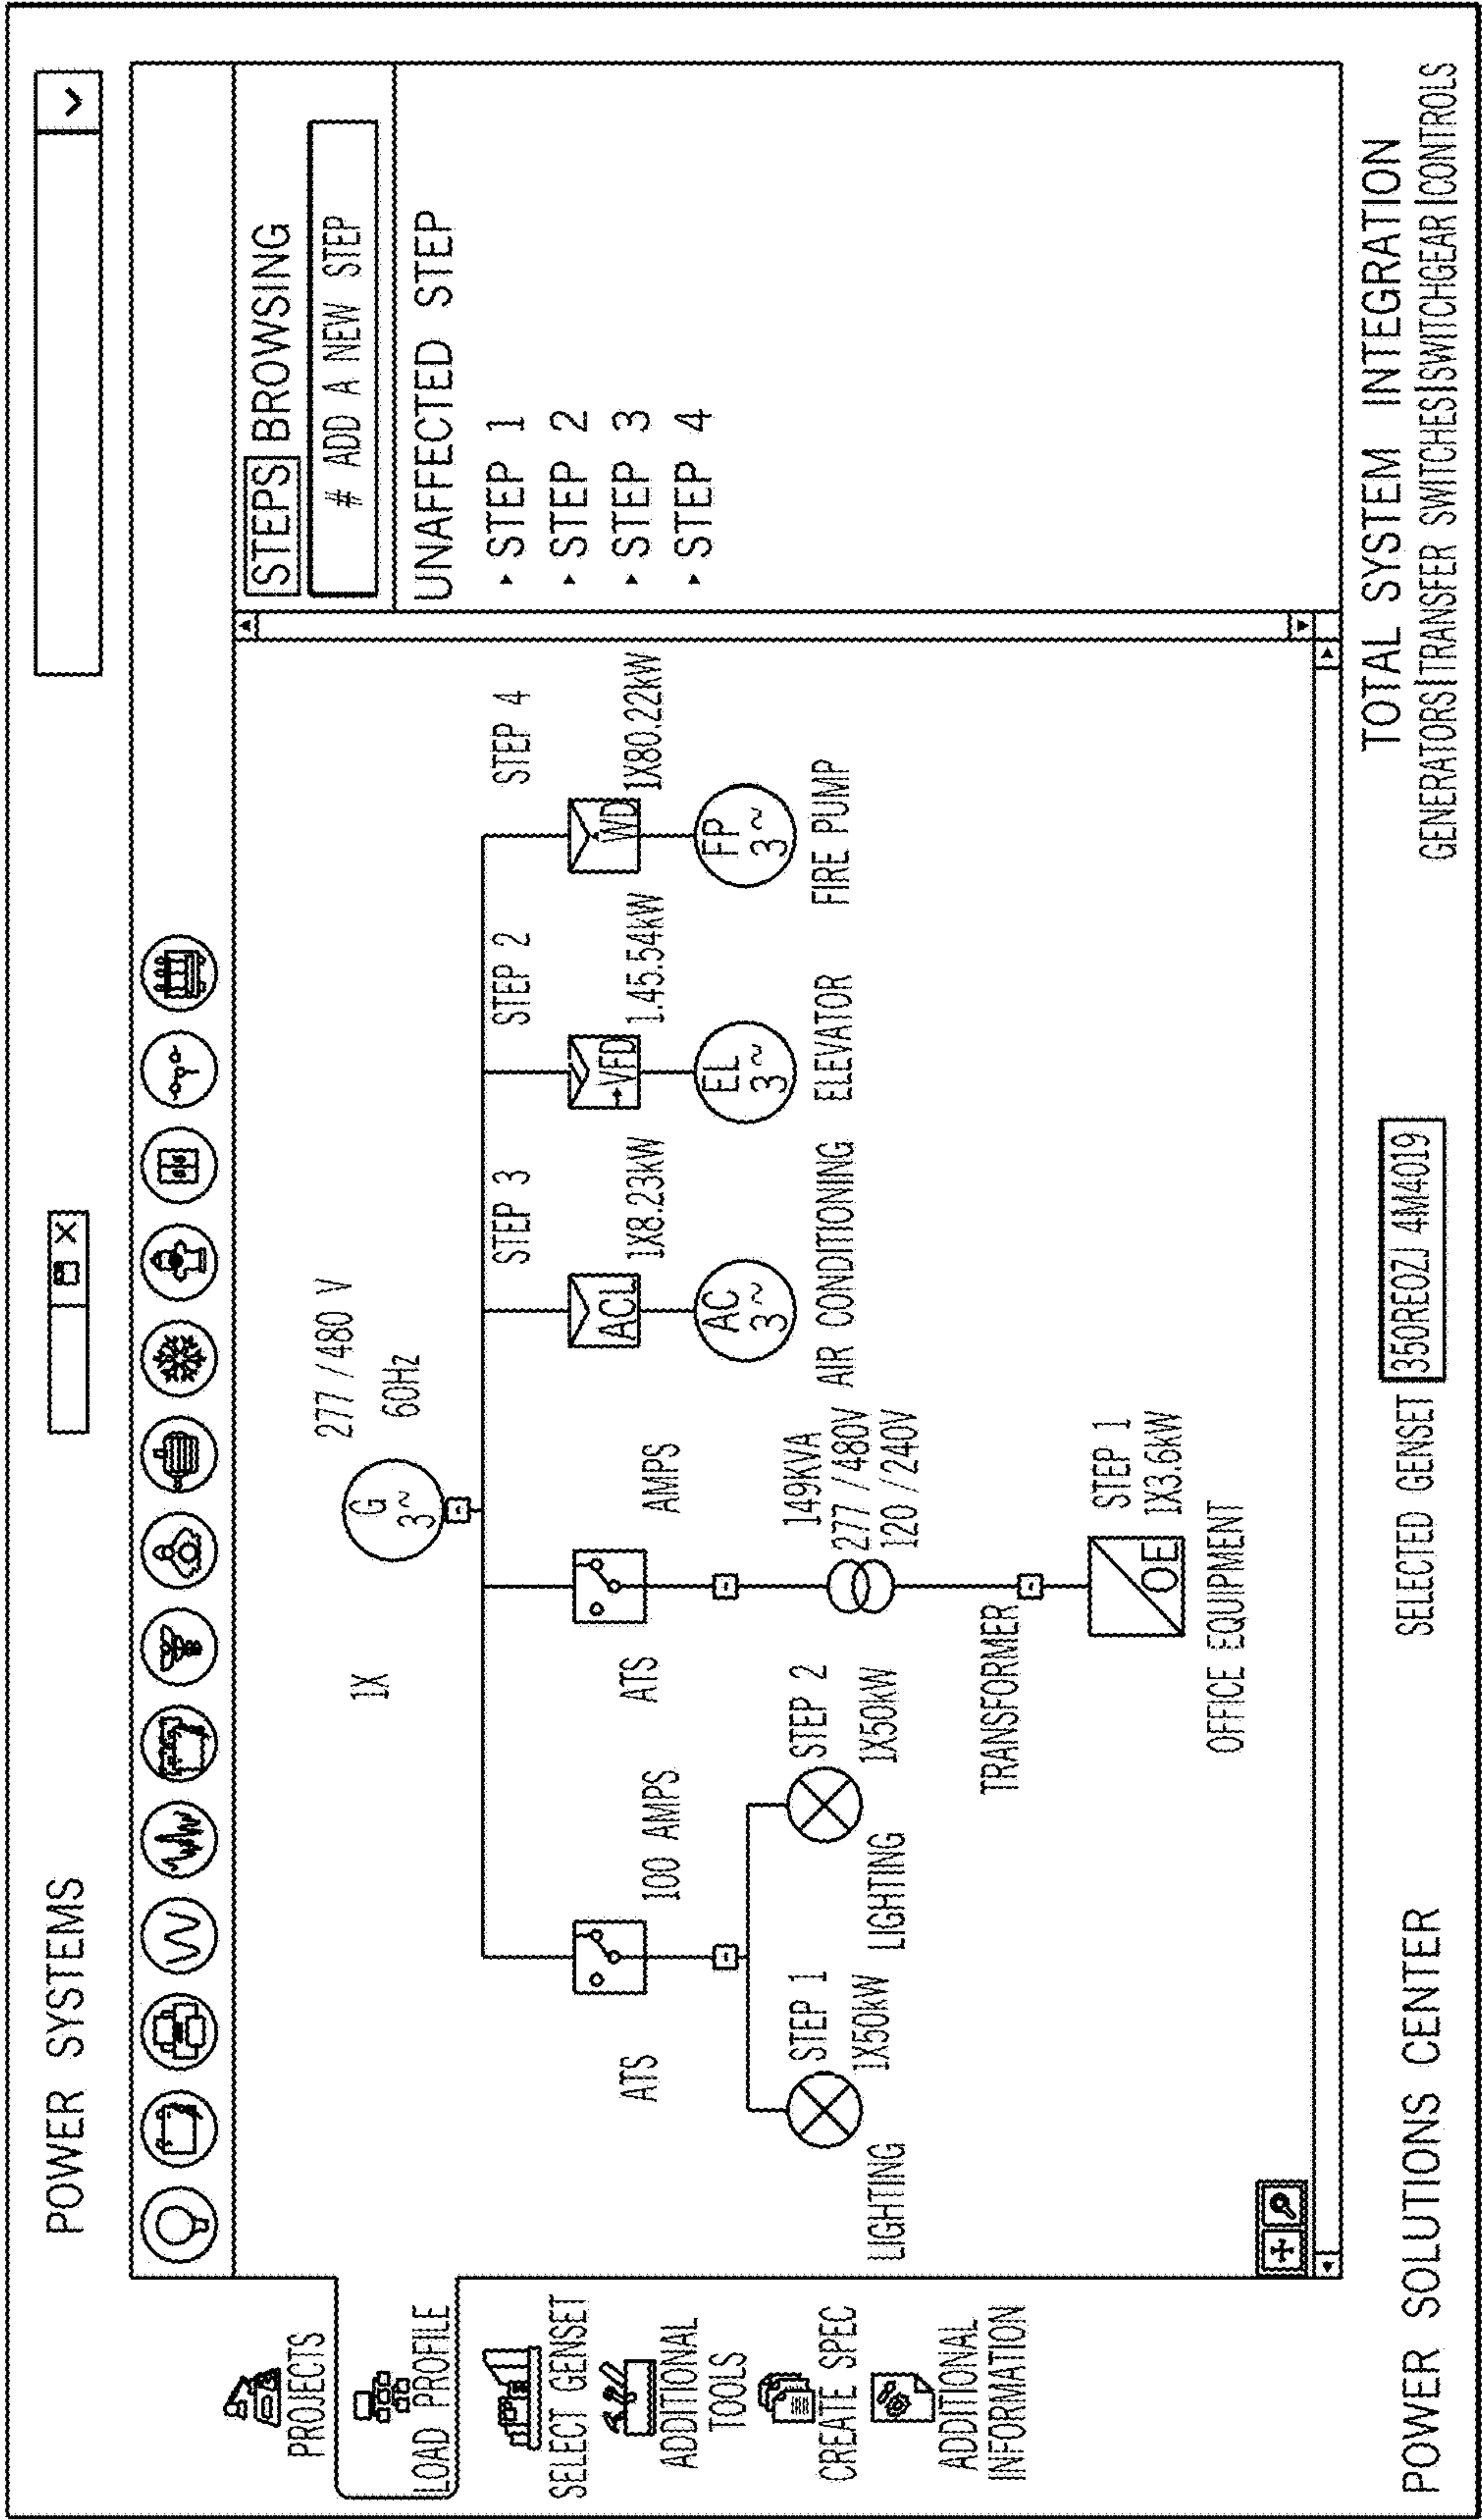 POWER SYSTEMS
PROJECTS
LOAD PROFILE
SELECT GENSET
ADDITIONAL
TOOLS
CREATE SPEC
ADDITIONAL
INFORMATION
STEPS BROWSING
# ADD A NEW STEP
UNAFFECTED STEP
STEP 1
STEP 2
STEP 3
STEP 4
277/480 V
60Hz
1X
G
3~
STEP 3
STEP 2
STEP 4
ATS
100 AMPS
ATS
AMPS
ACL
1X8.23kW
VFD
1.45.54kW
WD
1X80.22kW
AC
3~
EL
3~
FP
3~
AIR CONDITIONING
ELEVATOR
FIRE PUMP
STEP 1
1X50kW
LIGHTING
STEP 2
1X50kW
LIGHTING
149KVA
277/480V
120/240V
TRANSFORMER
STEP 1
1X3.6kW
OE
OFFICE EQUIPMENT
POWER SOLUTIONS CENTER
SELECTED GENSET 350REOZJ 4M4019
TOTAL SYSTEM INTEGRATION
GENERATORS|TRANSFER SWITCHES|SWITCHGEAR|CONTROLS